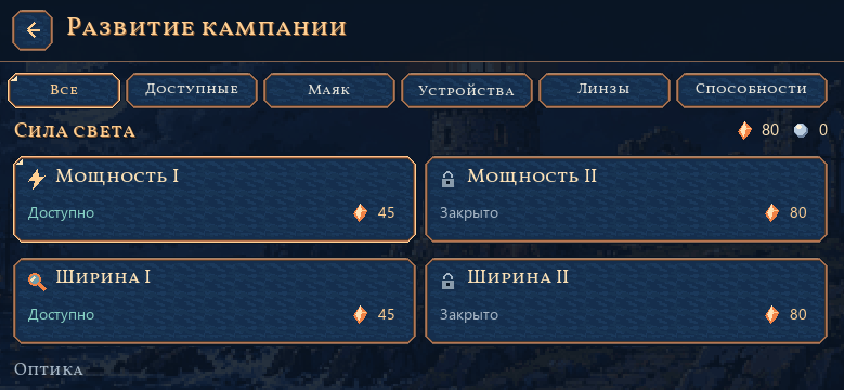 Развитие кампании
Все Доступные Маяк Устройства Линзы Способности
Сила света 80 0
Мощность I Мощность II
Доступно 45 Закрыто 80
Ширина I Ширина II
Доступно 45 Закрыто 80
Оптика